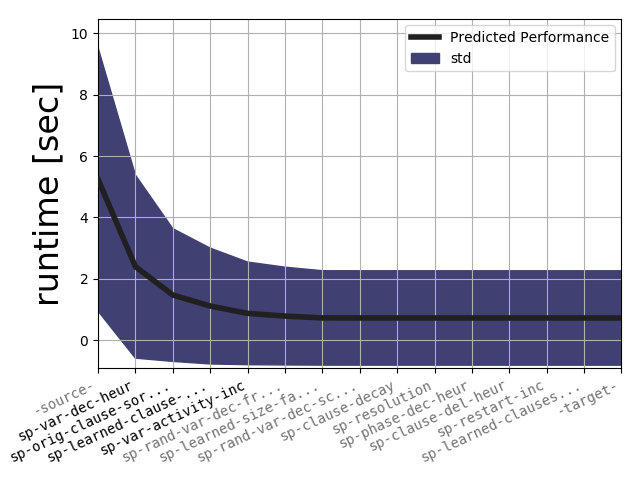 10
8
6
4
2
0
runtime [sec]
Predicted Performance
std
-source-
sp-var-dec-heur
sp-orig-clause-sor...
sp-learned-clause-...
sp-var-activity-inc
sp-rand-var-dec-fr...
sp-learned-size-fa...
sp-rand-var-dec-sc...
sp-clause-decay
sp-resolution
sp-phase-dec-heur
sp-clause-del-heur
sp-restart-inc
sp-learned-clauses...
-target-